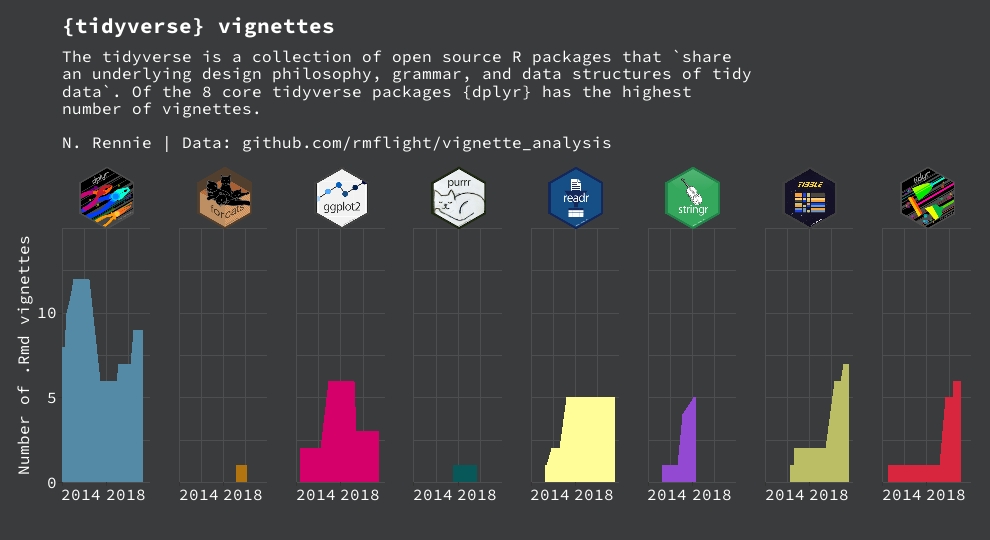 {tidyverse} vignettes
The tidyverse is a collection of open source R packages that `share
an underlying design philosophy, grammar, and data structures of tidy
data`. Of the 8 core tidyverse packages {dplyr} has the highest
number of vignettes.
N. Rennie | Data: github.com/rmflight/vignette_analysis
dplyr
forcats
ggplot2
purrr
readr
stringr
TIBBLE
tidyr
Number of .Rmd vignettes
10
5
0
2014 2018
2014 2018
2014 2018
2014 2018
2014 2018
2014 2018
2014 2018
2014 2018